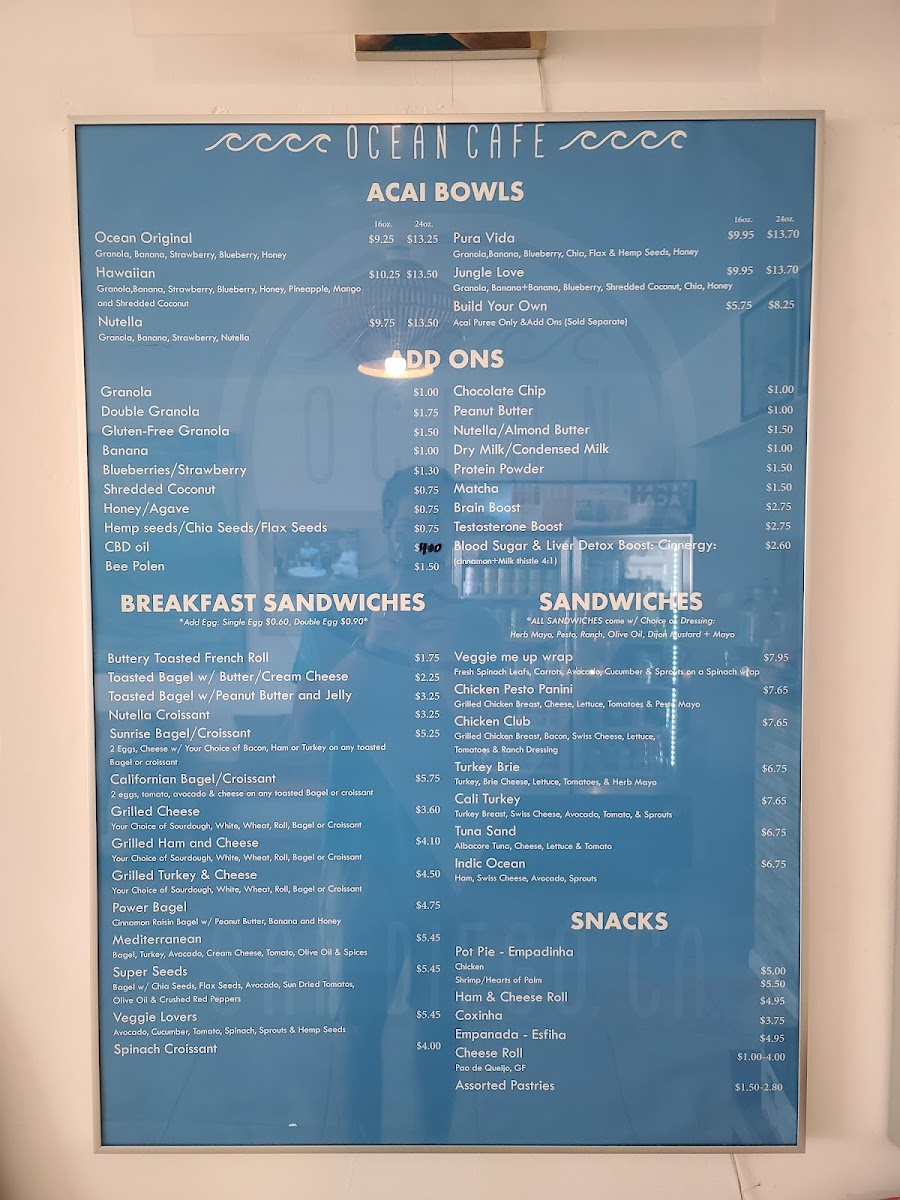 OCEAN CAFE
ACAI BOWLS
16oz. 24oz.
Ocean Original $9.25 $13.25
Granola, Banana, Strawberry, Blueberry, Honey
Hawaiian $10.25 $13.50
Granola,Banana, Strawberry, Blueberry, Honey, Pineapple, Mango
and Shredded Coconut
Nutella $9.75 $13.50
Granola, Banana, Strawberry, Nutella
16oz. 24oz.
Pura Vida $9.95 $13.70
Granola,Banana, Blueberry, Chia, Flax & Hemp Seeds, Honey
Jungle Love $9.95 $13.70
Granola, Banana+Banana, Blueberry, Shredded Coconut, Chia, Honey
Build Your Own $5.75 $8.25
Acai Puree Only &Add Ons (Sold Separate)
ADD ONS
Granola $1.00
Double Granola $1.75
Gluten-Free Granola $1.50
Banana $1.00
Blueberries/Strawberry $1.30
Shredded Coconut $0.75
Honey/Agave $0.75
Hemp seeds/Chia Seeds/Flax Seeds $0.75
CBD oil
Bee Polen $1.50
Chocolate Chip $1.00
Peanut Butter $1.00
Nutella/Almond Butter $1.50
Dry Milk/Condensed Milk $1.00
Protein Powder $1.50
Matcha $1.50
Brain Boost $2.75
Testosterone Boost $2.75
Blood Sugar & Liver Detox Boost: Cinnergy: $2.60
(cinnamon+Milk thistle 4:1)
BREAKFAST SANDWICHES
*Add Egg: Single Egg $0.60, Double Egg $0.90*
Buttery Toasted French Roll $1.75
Toasted Bagel w/ Butter/Cream Cheese $2.25
Toasted Bagel w/Peanut Butter and Jelly $3.25
Nutella Croissant $3.25
Sunrise Bagel/Croissant $5.25
2 Eggs, Cheese w/ Your Choice of Bacon, Ham or Turkey on any toasted
Bagel or croissant
Californian Bagel/Croissant $5.75
2 eggs, tomato, avocado & cheese on any toasted Bagel or croissant
Grilled Cheese $3.60
Your Choice of Sourdough, White, Wheat, Roll, Bagel or Croissant
Grilled Ham and Cheese $4.10
Your Choice of Sourdough, White, Wheat, Roll, Bagel or Croissant
Grilled Turkey & Cheese $4.50
Your Choice of Sourdough, White, Wheat, Roll, Bagel or Croissant
Power Bagel $4.75
Cinnamon Raisin Bagel w/ Peanut Butter, Banana and Honey
Mediterranean $5.45
Bagel, Turkey, Avocado, Cream Cheese, Tomato, Olive Oil & Spices
Super Seeds $5.45
Bagel w/ Chia Seeds, Flax Seeds, Avocado, Sun Dried Tomatos,
Olive Oil & Crushed Red Peppers
Veggie Lovers $5.45
Avocado, Cucumber, Tomato, Spinach, Sprouts & Hemp Seeds
Spinach Croissant $4.00
SANDWICHES
*ALL SANDWICHES come w/ Choice of Dressing:
Herb Mayo, Pesto, Ranch, Olive Oil, Dijon Mustard + Mayo
Veggie me up wrap $7.95
Fresh Spinach Leafs, Carrots, Avocado, Cucumber & Sprouts on a Spinach wrap
Chicken Pesto Panini $7.65
Grilled Chicken Breast, Cheese, Lettuce, Tomatoes & Pesto Mayo
Chicken Club $7.65
Grilled Chicken Breast, Bacon, Swiss Cheese, Lettuce,
Tomatoes & Ranch Dressing
Turkey Brie $6.75
Turkey, Brie Cheese, Lettuce, Tomatoes, & Herb Mayo
Cali Turkey $7.65
Turkey Breast, Swiss Cheese, Avocado, Tomato, & Sprouts
Tuna Sand $6.75
Albacore Tuna, Cheese, Lettuce & Tomato
Indic Ocean $6.75
Ham, Swiss Cheese, Avocado, Sprouts
SNACKS
Pot Pie - Empadinha
Chicken $5.00
Shrimp/Hearts of Palm $5.50
Ham & Cheese Roll $4.95
Coxinha $3.75
Empanada - Esfiha $4.95
Cheese Roll $1.00-4.00
Pao de Queijo, GF
Assorted Pastries $1.50-2.80